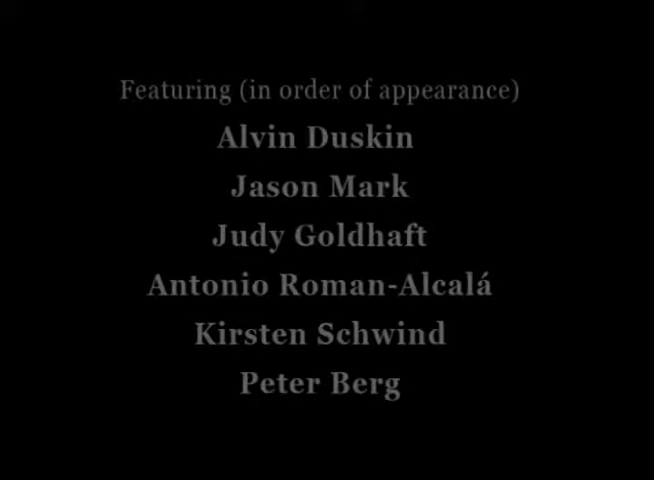 Featuring (in order of appearance)
Alvin Duskin
Jason Mark
Judy Goldhaft
Antonio Roman-Alcalá
Kirsten Schwind
Peter Berg